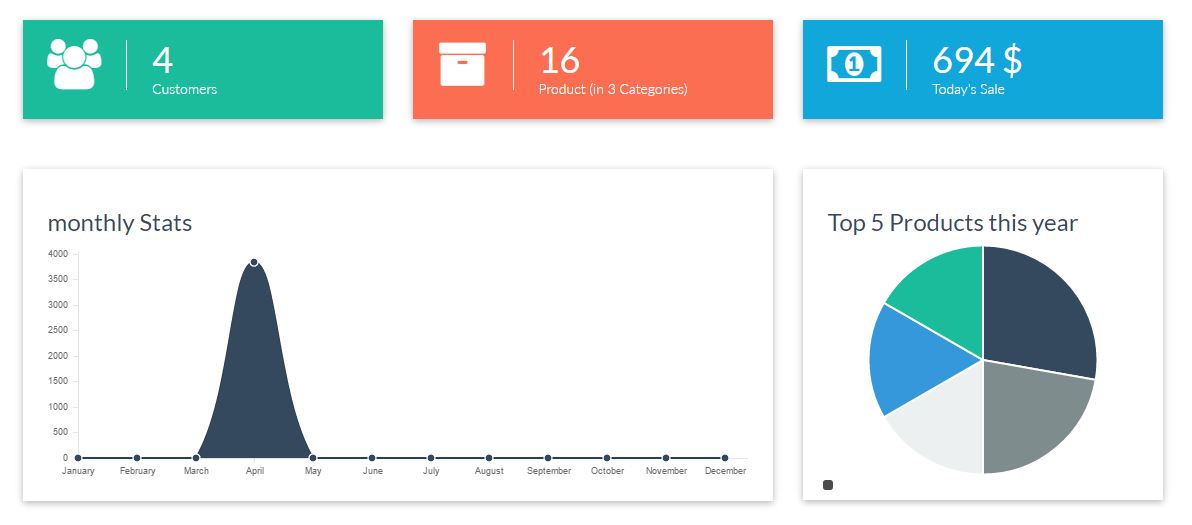 4
Customers
16
Product (in 3 Categories)
1
694 $
Today's Sale
monthly Stats
4000
3500
3000
2500
2000
1500
1000
500
0
January February March April May June July August September October November December
Top 5 Products this year